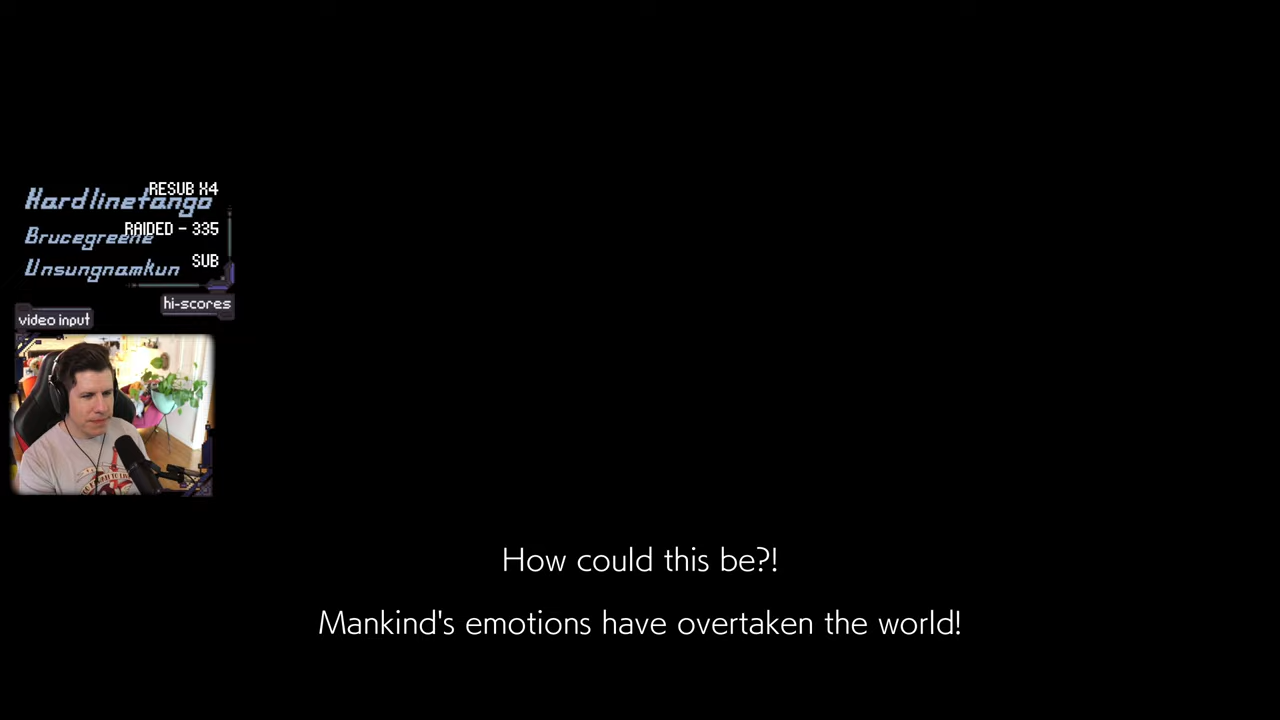 RESUB X4
Hardlinetango
RAIDED - 335
Brucegreene
SUB
Unsungnamkun
hi-scores
video input
How could this be?!
Mankind's emotions have overtaken the world!